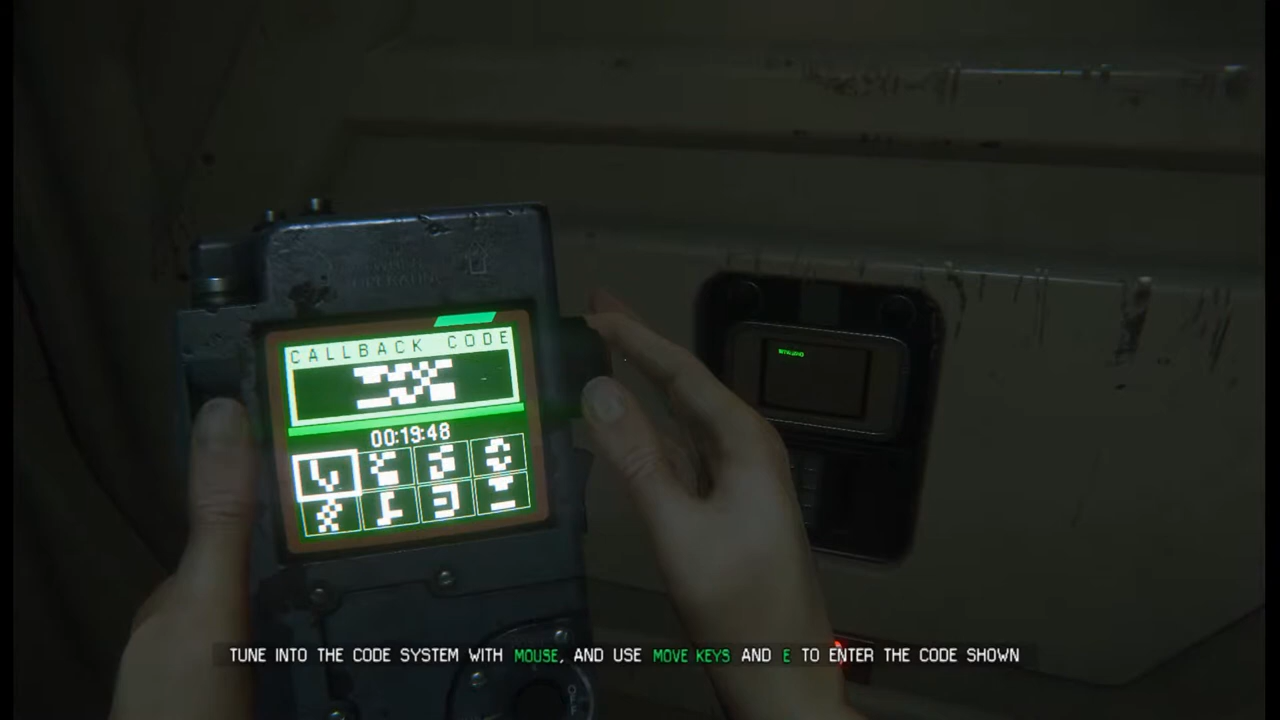 CALLBACK CODE
00:19:48
TUNE INTO THE CODE SYSTEM WITH MOUSE, AND USE MOVE KEYS AND E TO ENTER THE CODE SHOWN